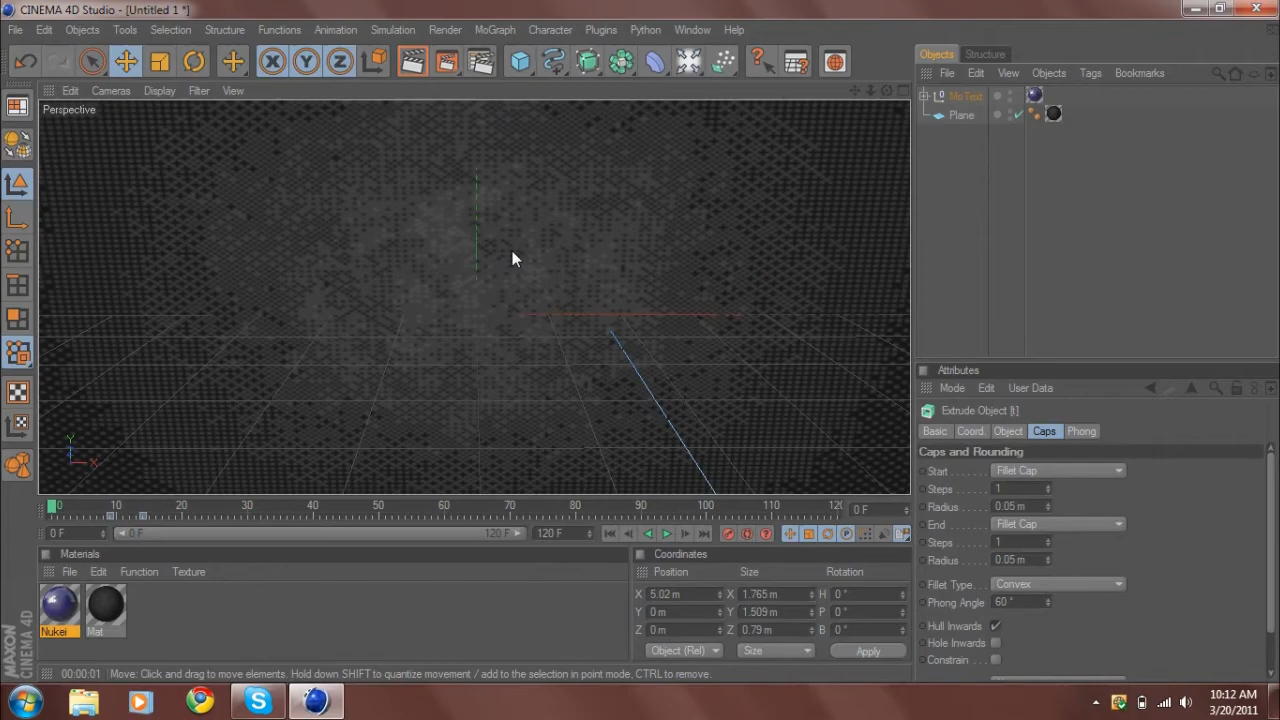 CINEMA 4D Studio - [Untitled 1 *]
File Edit Objects Tools Selection Structure Functions Animation Simulation Render MoGraph Character Plugins Python Window Help
Objects Structure
File Edit View Objects Tags Bookmarks
Edit Cameras Display Filter View
Perspective
MoText
Plane
Y
X
Attributes
Mode Edit User Data
Extrude Object [t]
Basic Coord. Object Caps Phong
Caps and Rounding
Start Fillet Cap
Steps 1
Radius 0.05 m
End Fillet Cap
Steps 1
Radius 0.05 m
Fillet Type Convex
Phong Angle 60 °
Hull Inwards
Hole Inwards
Constrain
0 10 20 30 40 50 60 70 80 90 100 110 120
0 F
0 F 0 F 120 F 120 F
Materials
File Edit Function Texture
Nukei Mat
Coordinates
Position Size Rotation
X 5.02 m X 1.765 m H 0 °
Y 0 m Y 1.509 m P 0 °
Z 0 m Z 0.79 m B 0 °
Object (Rel) Size Apply
MAXON
CINEMA 4D
00:00:01 Move: Click and drag to move elements. Hold down SHIFT to quantize movement / add to the selection in point mode, CTRL to remove.
10:12 AM
3/20/2011